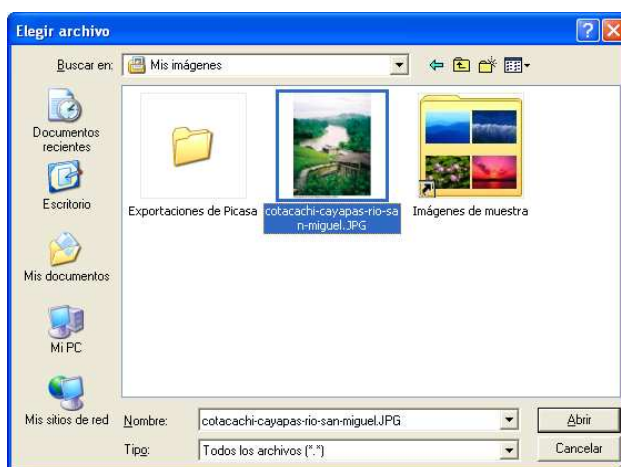 Elegir archivo
Buscar en:
Mis imágenes
Documentos
recientes
Escritorio
Mis documentos
Mi PC
Mis sitios de red
Exportaciones de Picasa
cotacachi-cayapas-rio-sa
n-miguel.JPG
Imágenes de muestra
Nombre:
cotacachi-cayapas-rio-san-miguel.JPG
Abrir
Tipo:
Todos los archivos (*.*)
Cancelar